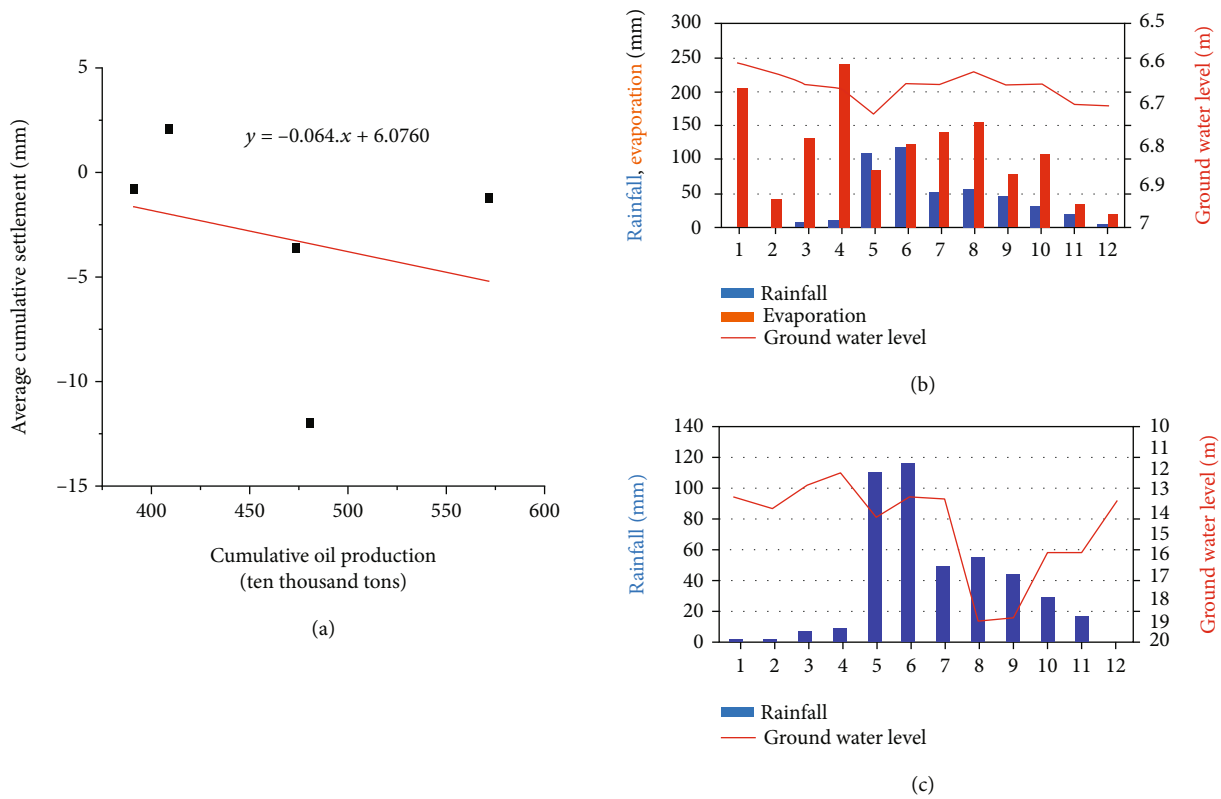 5
0
−5
−10
−15
Average cumulative settlement (mm)
y = −0.064.x + 6.0760
400 450 500 550 600
Cumulative oil production
(ten thousand tons)
(a)
300
250
200
150
100
50
0
Rainfall, evaporation (mm)
6.5
6.6
6.7
6.8
6.9
7
Ground water level (m)
1 2 3 4 5 6 7 8 9 10 11 12
Rainfall
Evaporation
Ground water level
(b)
140
120
100
80
60
40
20
0
Rainfall (mm)
10
11
12
13
14
16
17
18
19
20
Ground water level (m)
1 2 3 4 5 6 7 8 9 10 11 12
Rainfall
Ground water level
(c)